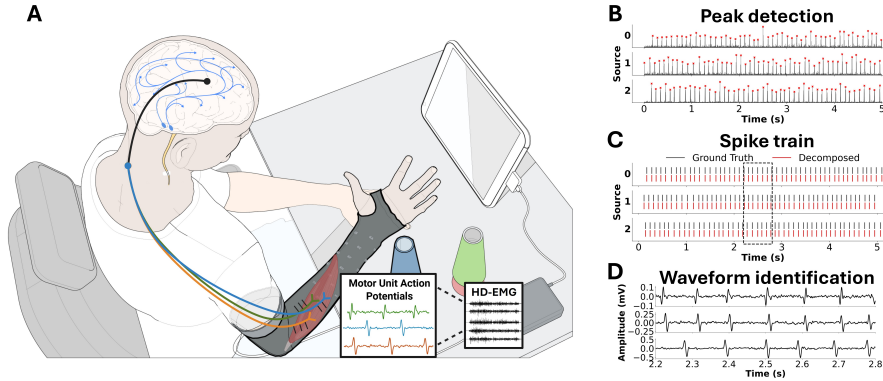 A
Motor Unit Action
Potentials
HD-EMG
B
Peak detection
Source
0
1
2
0 1 2 3 4 5
Time (s)
C
Spike train
Ground Truth Decomposed
Source
0
1
2
0 1 2 3 4 5
Time (s)
D
Waveform identification
Amplitude (mV)
0.1
0.0
−0.1
0.25
0.00
−0.25
0.5
0.0
−0.5
2.2 2.3 2.4 2.5 2.6 2.7 2.8
Time (s)